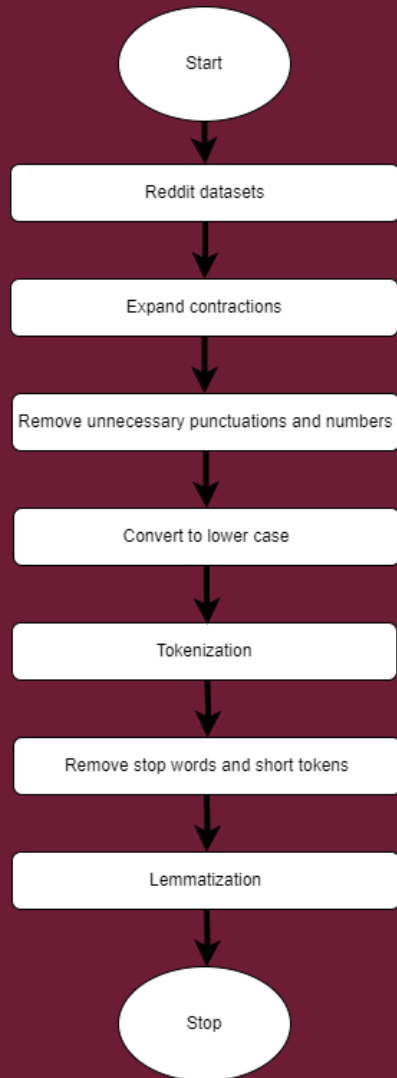 Start
Reddit datasets
Expand contractions
Remove unnecessary punctuations and numbers
Convert to lower case
Tokenization
Remove stop words and short tokens
Lemmatization
Stop